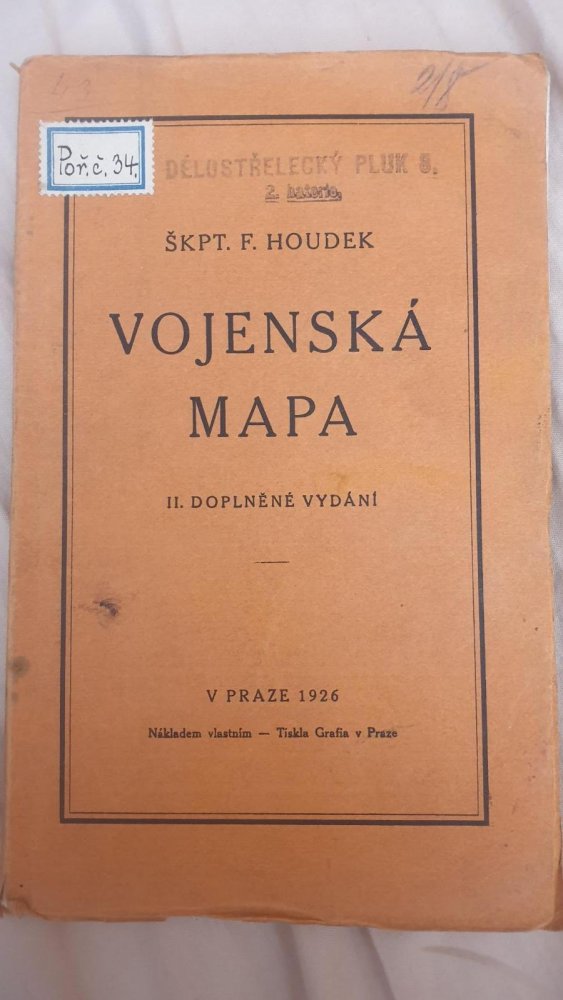 Poř.č. 34.
DĚLOSTŘELECKÝ PLUK
2. baterie.
ŠKPT. F. HOUDEK
VOJENSKÁ
MAPA
II. DOPLNĚNÉ VYDÁNÍ
V PRAZE 1926
Nákladem vlastním — Tiskla Grafia v Praze